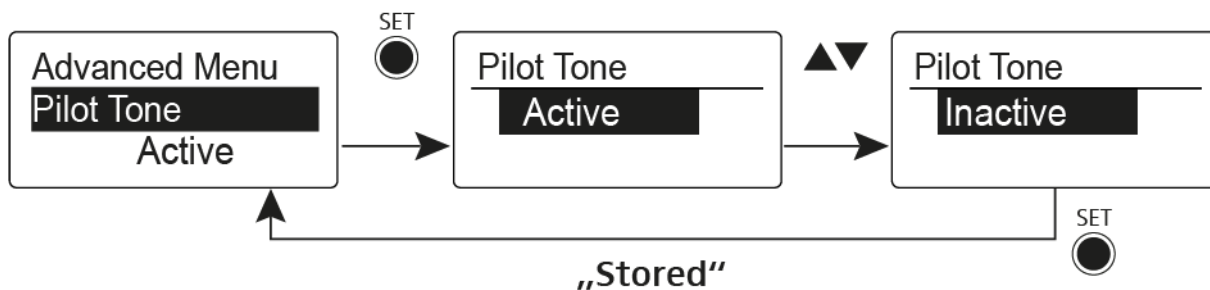 SET
Advanced Menu
Pilot Tone
Active
Pilot Tone
Active
▲▼
Pilot Tone
Inactive
SET
„Stored“